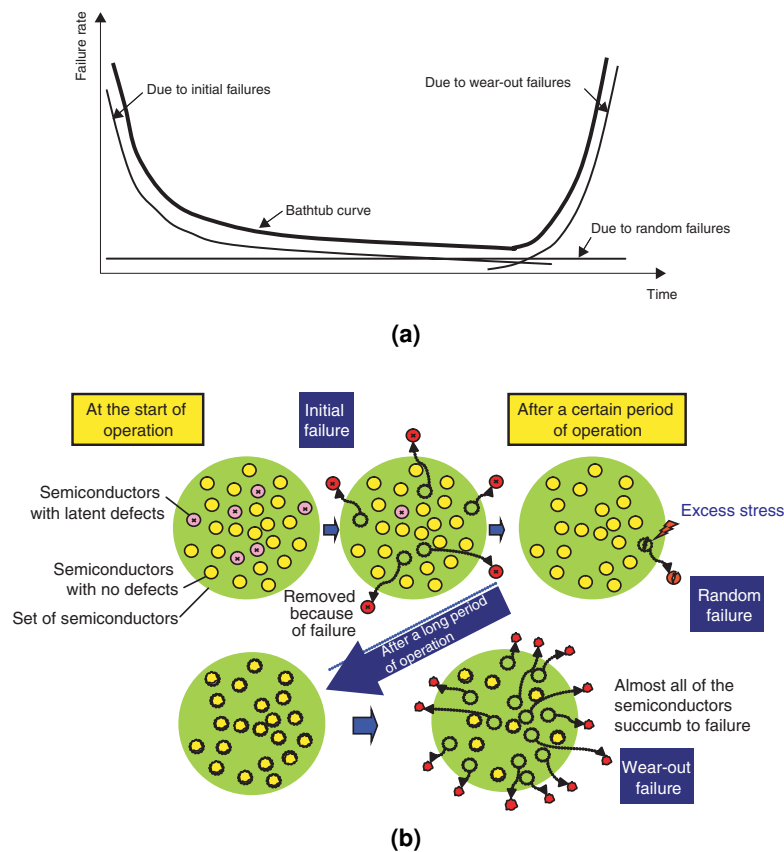 Failure rate
Due to initial failures
Due to wear-out failures
Bathtub curve
Due to random failures
Time
(a)
At the start of
operation
Initial
failure
After a certain period
of operation
Semiconductors
with latent defects
Excess stress
Semiconductors
with no defects
Set of semiconductors
Removed
because
of failure
Random
failure
After a long period
of operation
Almost all of the
semiconductors
succumb to failure
Wear-out
failure
(b)